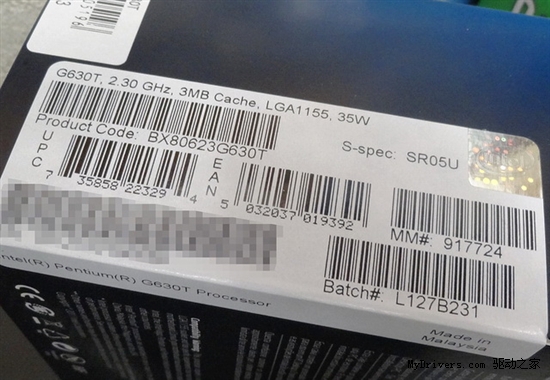 G630T, 2.30 GHz, 3MB Cache, LGA1155, 35W
Product Code: BX80623G630T
S-spec: SR05U
UPC
7 35858 22329 4
EAN
5 032037 019392
MM#: 917724
Batch#: L127B231
Intel(R) Pentium(R) G630T Processor
Made in
Malaysia
MyDrivers.com 驱动之家